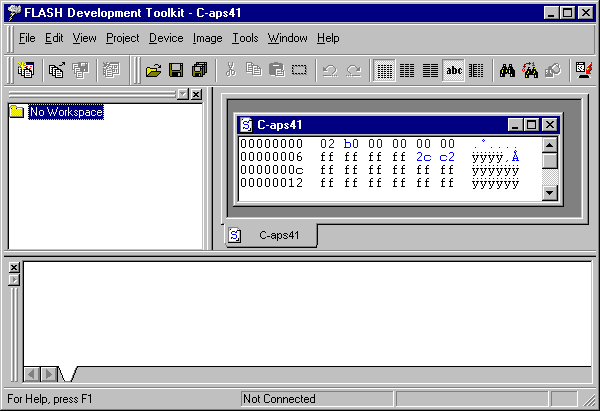 FLASH Development Toolkit - C-aps41
File Edit View Project Device Image Tools Window Help
abc
No Workspace
C-aps41
00000000 02 b0 00 00 00 00 .°....
00000006 ff ff ff ff 2c c2 ÿÿÿÿ,Â
0000000c ff ff ff ff ff ff ÿÿÿÿÿÿ
00000012 ff ff ff ff ff ff ÿÿÿÿÿÿ
C-aps41
For Help, press F1
Not Connected